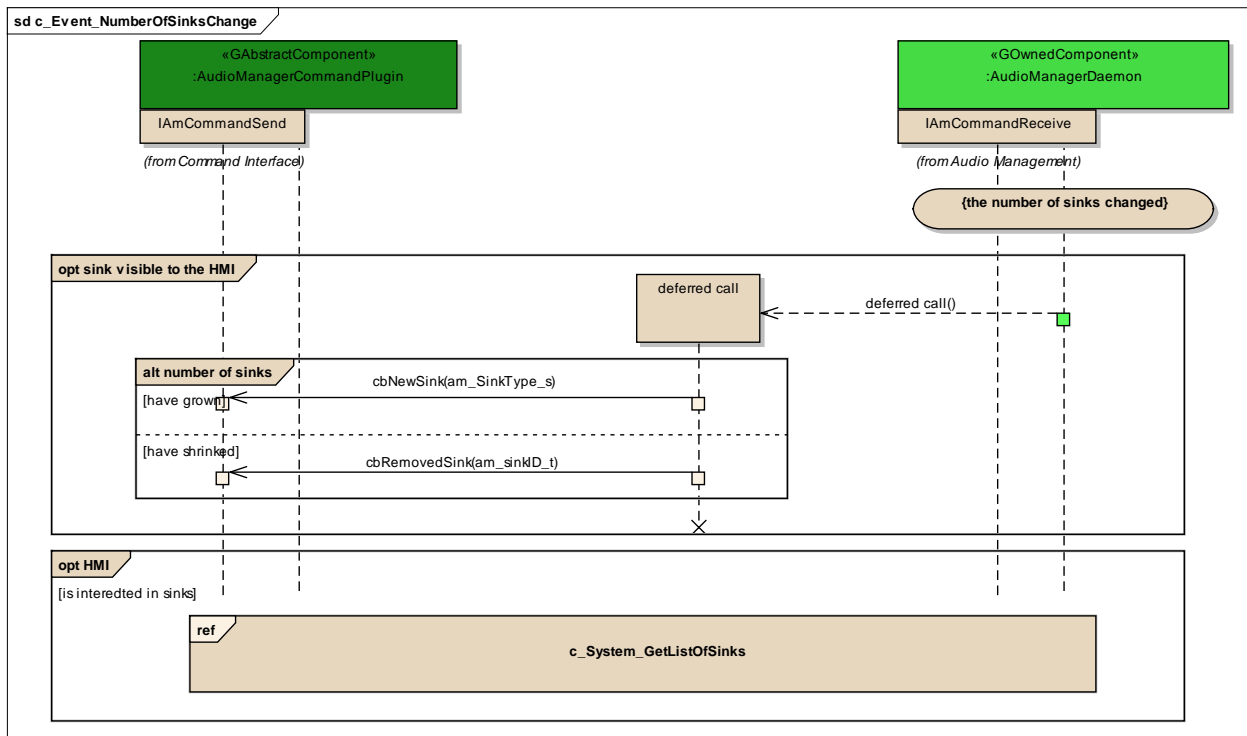 sd c_Event_NumberOfSinksChange
«GAbstractComponent»
:AudioManagerCommandPlugin
«GOwnedComponent»
:AudioManagerDaemon
IAmCommandSend
IAmCommandReceive
(from Command Interface)
(from Audio Management)
{the number of sinks changed}
opt sink visible to the HMI
deferred call
deferred call()
alt number of sinks
cbNewSink(am_SinkType_s)
[have grown]
[have shrinked]
cbRemovedSink(am_sinkID_t)
opt HMI
[is interedted in sinks]
ref
c_System_GetListOfSinks